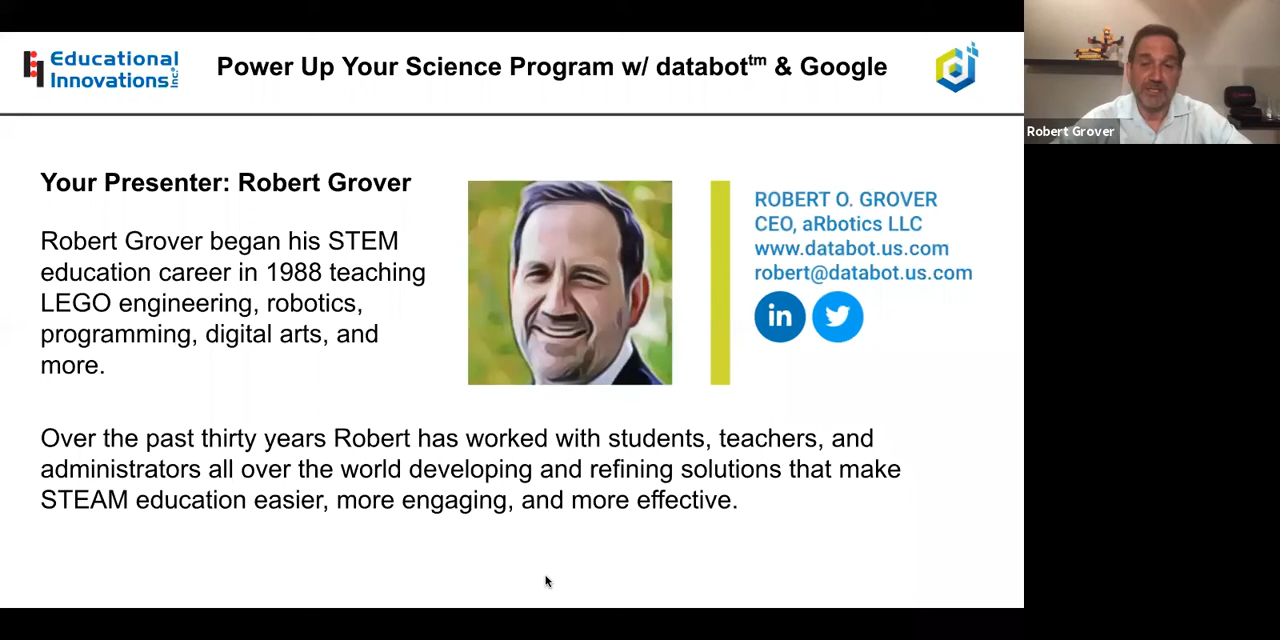 Educational
Innovations Inc.®
Power Up Your Science Program w/ databot™ & Google
Robert Grover
Your Presenter: Robert Grover
Robert Grover began his STEM
education career in 1988 teaching
LEGO engineering, robotics,
programming, digital arts, and
more.
ROBERT O. GROVER
CEO, aRbotics LLC
www.databot.us.com
robert@databot.us.com
in
Over the past thirty years Robert has worked with students, teachers, and
administrators all over the world developing and refining solutions that make
STEAM education easier, more engaging, and more effective.